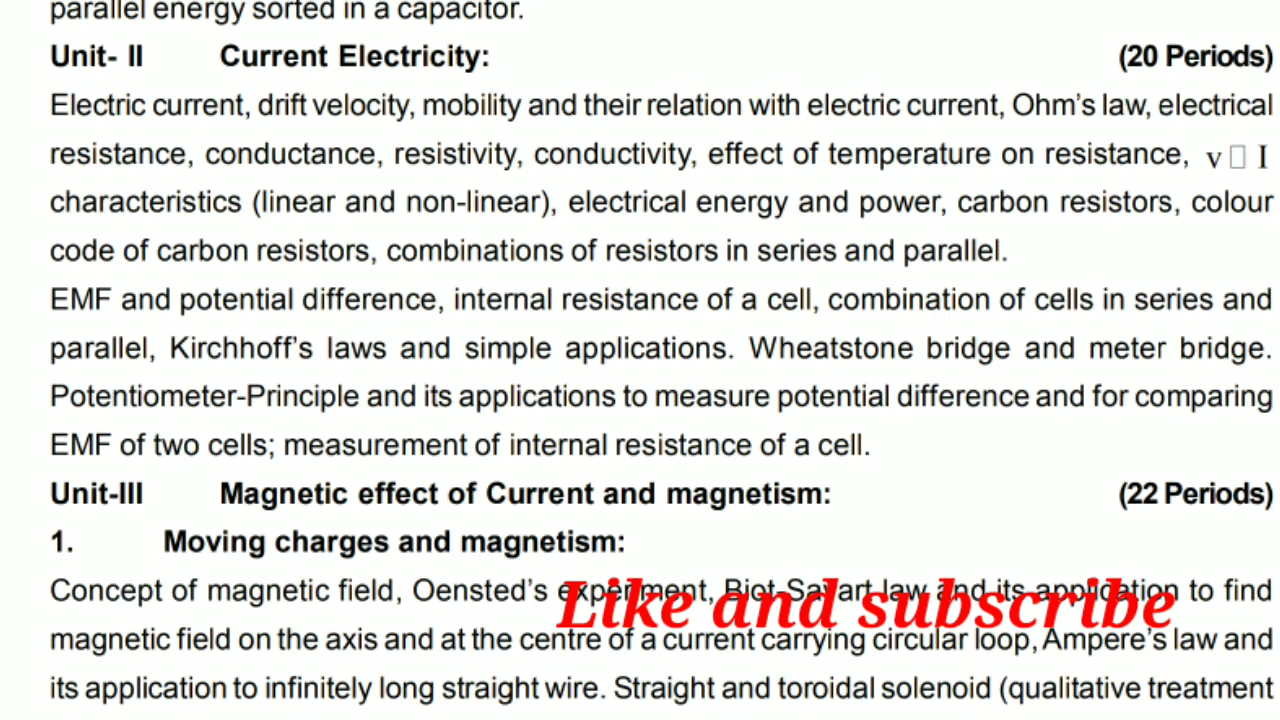 parallel energy sorted in a capacitor.
Unit- II Current Electricity: (20 Periods)
Electric current, drift velocity, mobility and their relation with electric current, Ohm's law, electrical
resistance, conductance, resistivity, conductivity, effect of temperature on resistance, v□ I
characteristics (linear and non-linear), electrical energy and power, carbon resistors, colour
code of carbon resistors, combinations of resistors in series and parallel.
EMF and potential difference, internal resistance of a cell, combination of cells in series and
parallel, Kirchhoff's laws and simple applications. Wheatstone bridge and meter bridge.
Potentiometer-Principle and its applications to measure potential difference and for comparing
EMF of two cells; measurement of internal resistance of a cell.
Unit-III Magnetic effect of Current and magnetism: (22 Periods)
1. Moving charges and magnetism:
Concept of magnetic field, Oensted's experiment, Biot-Savart law and its application to find
Like and subscribe
magnetic field on the axis and at the centre of a current carrying circular loop, Ampere's law and
its application to infinitely long straight wire. Straight and toroidal solenoid (qualitative treatment